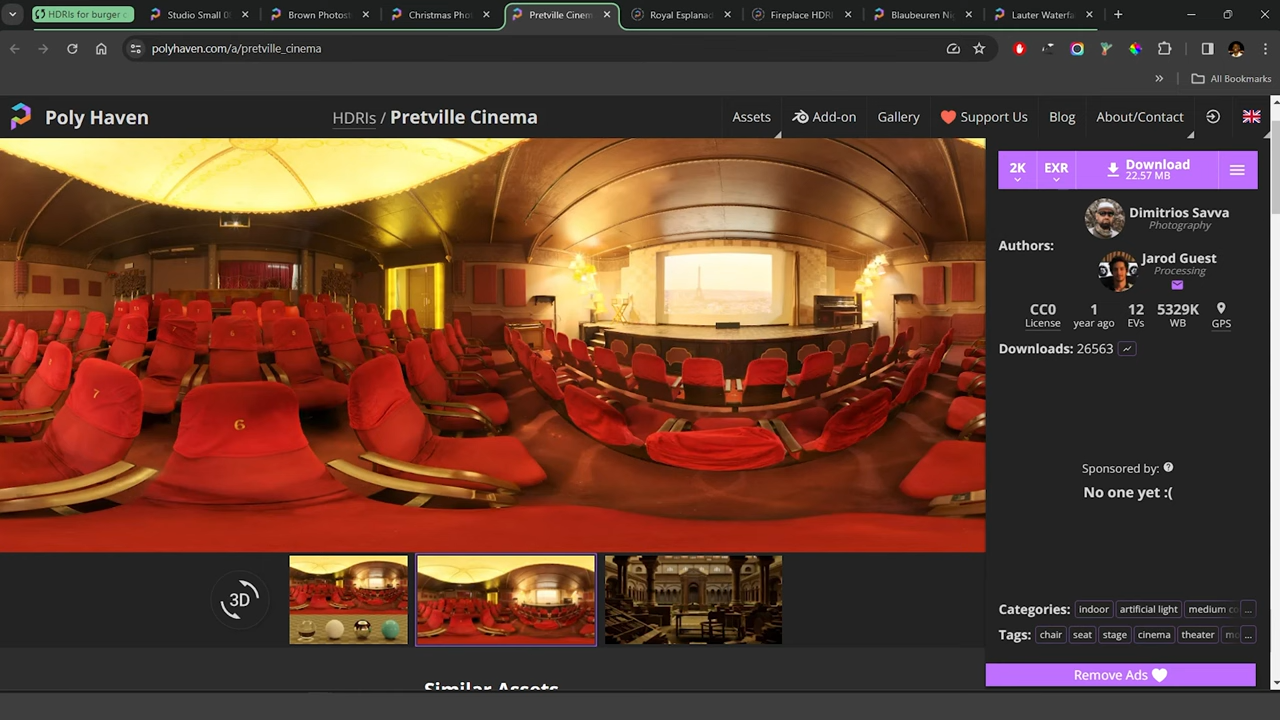 HDRIs for burger c
Studio Small 0
Brown Photost
Christmas Pho
Pretville Cinem
Royal Esplanad
Fireplace HDRI
Blaubeuren Ni
Lauter Waterfa
polyhaven.com/a/pretville_cinema
All Bookmarks
Poly Haven
HDRIs / Pretville Cinema
Assets
Add-on
Gallery
Support Us
Blog
About/Contact
2K
EXR
Download
22.57 MB
Authors:
Dimitrios Savva
Photography
Jarod Guest
Processing
CC0
License
1
year ago
12
EVs
5329K
WB
GPS
Downloads: 26563
7
6
Sponsored by:
No one yet :(
3D
Categories: indoor artificial light medium co ...
Tags: chair seat stage cinema theater mo ...
Remove Ads
Similar Assets